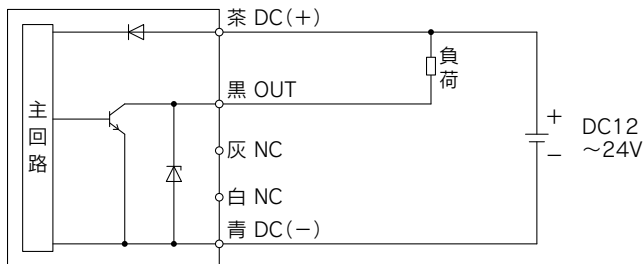 茶 DC(+)
負荷
黒 OUT
主回路
灰 NC
+
−
DC12
～24V
白 NC
青 DC(−)